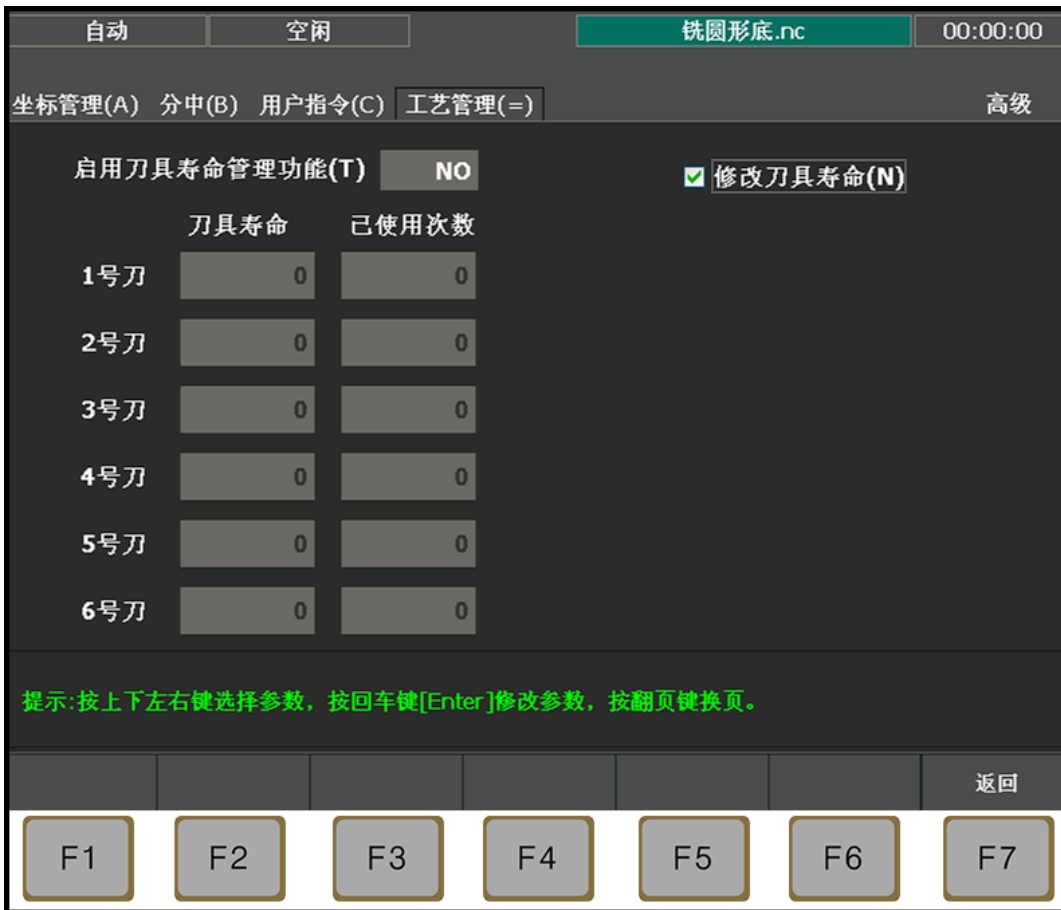 自动 空闲 铣圆形底.nc 00:00:00
坐标管理(A) 分中(B) 用户指令(C) 工艺管理(=) 高级
启用刀具寿命管理功能(T) NO 修改刀具寿命(N)
刀具寿命 已使用次数
1号刀 0 0
2号刀 0 0
3号刀 0 0
4号刀 0 0
5号刀 0 0
6号刀 0 0
提示:按上下左右键选择参数，按回车键[Enter]修改参数，按翻页键换页。
返回
F1 F2 F3 F4 F5 F6 F7